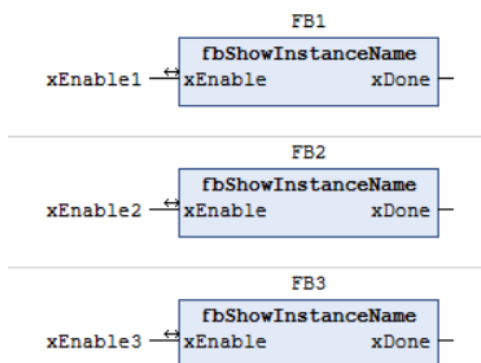 FB1
fbShowInstanceName
xEnable1 xEnable xDone
FB2
fbShowInstanceName
xEnable2 xEnable xDone
FB3
fbShowInstanceName
xEnable3 xEnable xDone